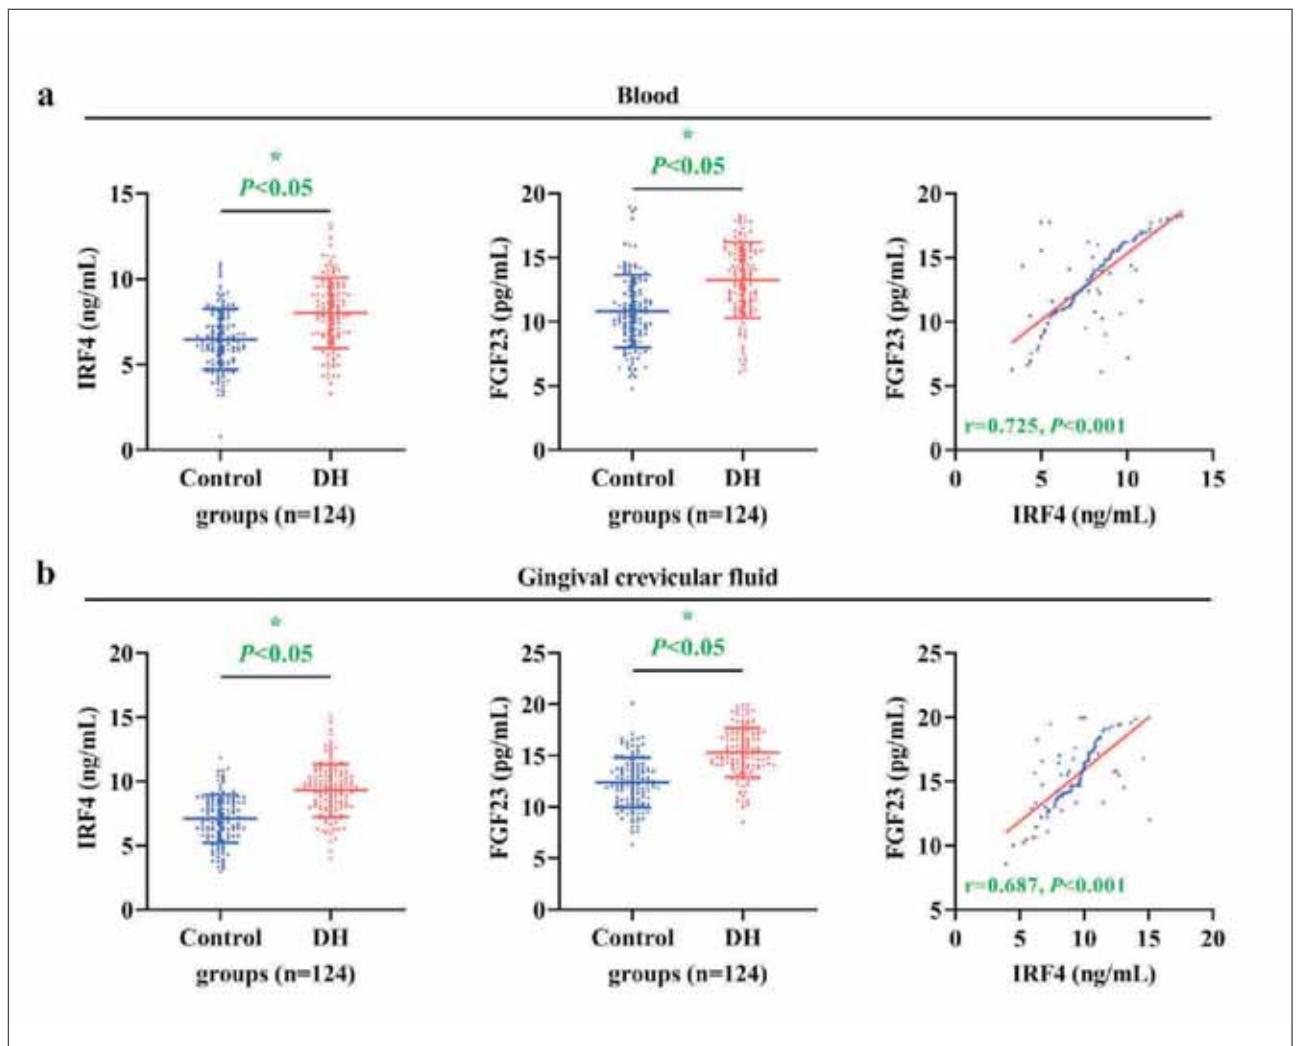 a
Blood
*
P<0.05
15
10
5
0
IRF4 (ng/mL)
Control DH
groups (n=124)
*
P<0.05
20
15
10
5
0
FGF23 (pg/mL)
Control DH
groups (n=124)
20
15
10
5
0
FGF23 (pg/mL)
r=0.725, P<0.001
0 5 10 15
IRF4 (ng/mL)
b
Gingival crevicular fluid
*
P<0.05
20
15
10
5
0
IRF4 (ng/mL)
Control DH
groups (n=124)
*
P<0.05
25
20
15
10
5
0
FGF23 (pg/mL)
Control DH
groups (n=124)
25
20
15
10
5
FGF23 (pg/mL)
r=0.687, P<0.001
0 5 10 15 20
IRF4 (ng/mL)